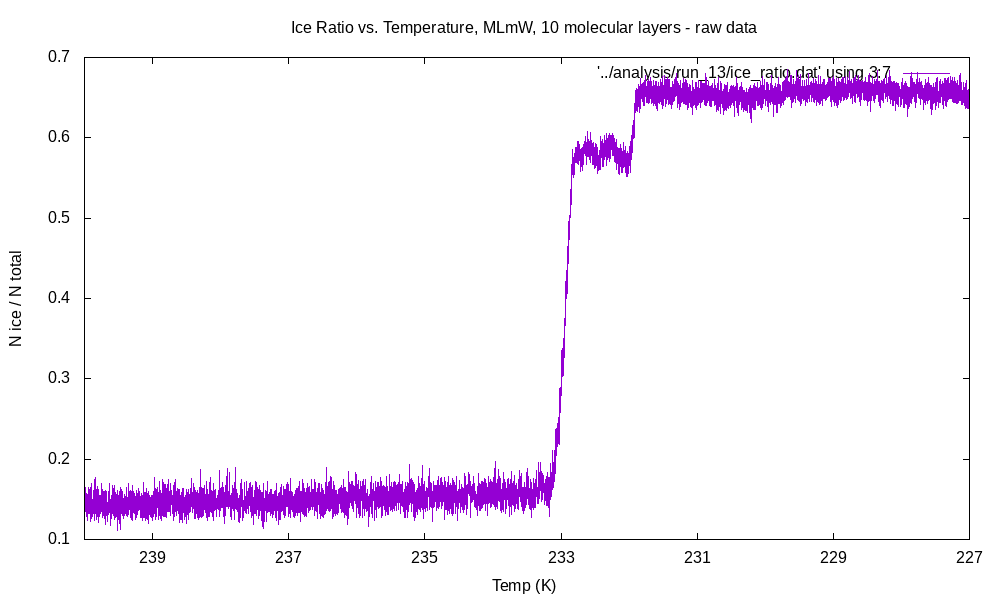 Ice Ratio vs. Temperature, MLmW, 10 molecular layers - raw data
0.7
'../analysis/run_13/ice_ratio.dat' using 3:7
0.6
0.5
0.4
0.3
0.2
0.1
N ice / N total
239 237 235 233 231 229 227
Temp (K)